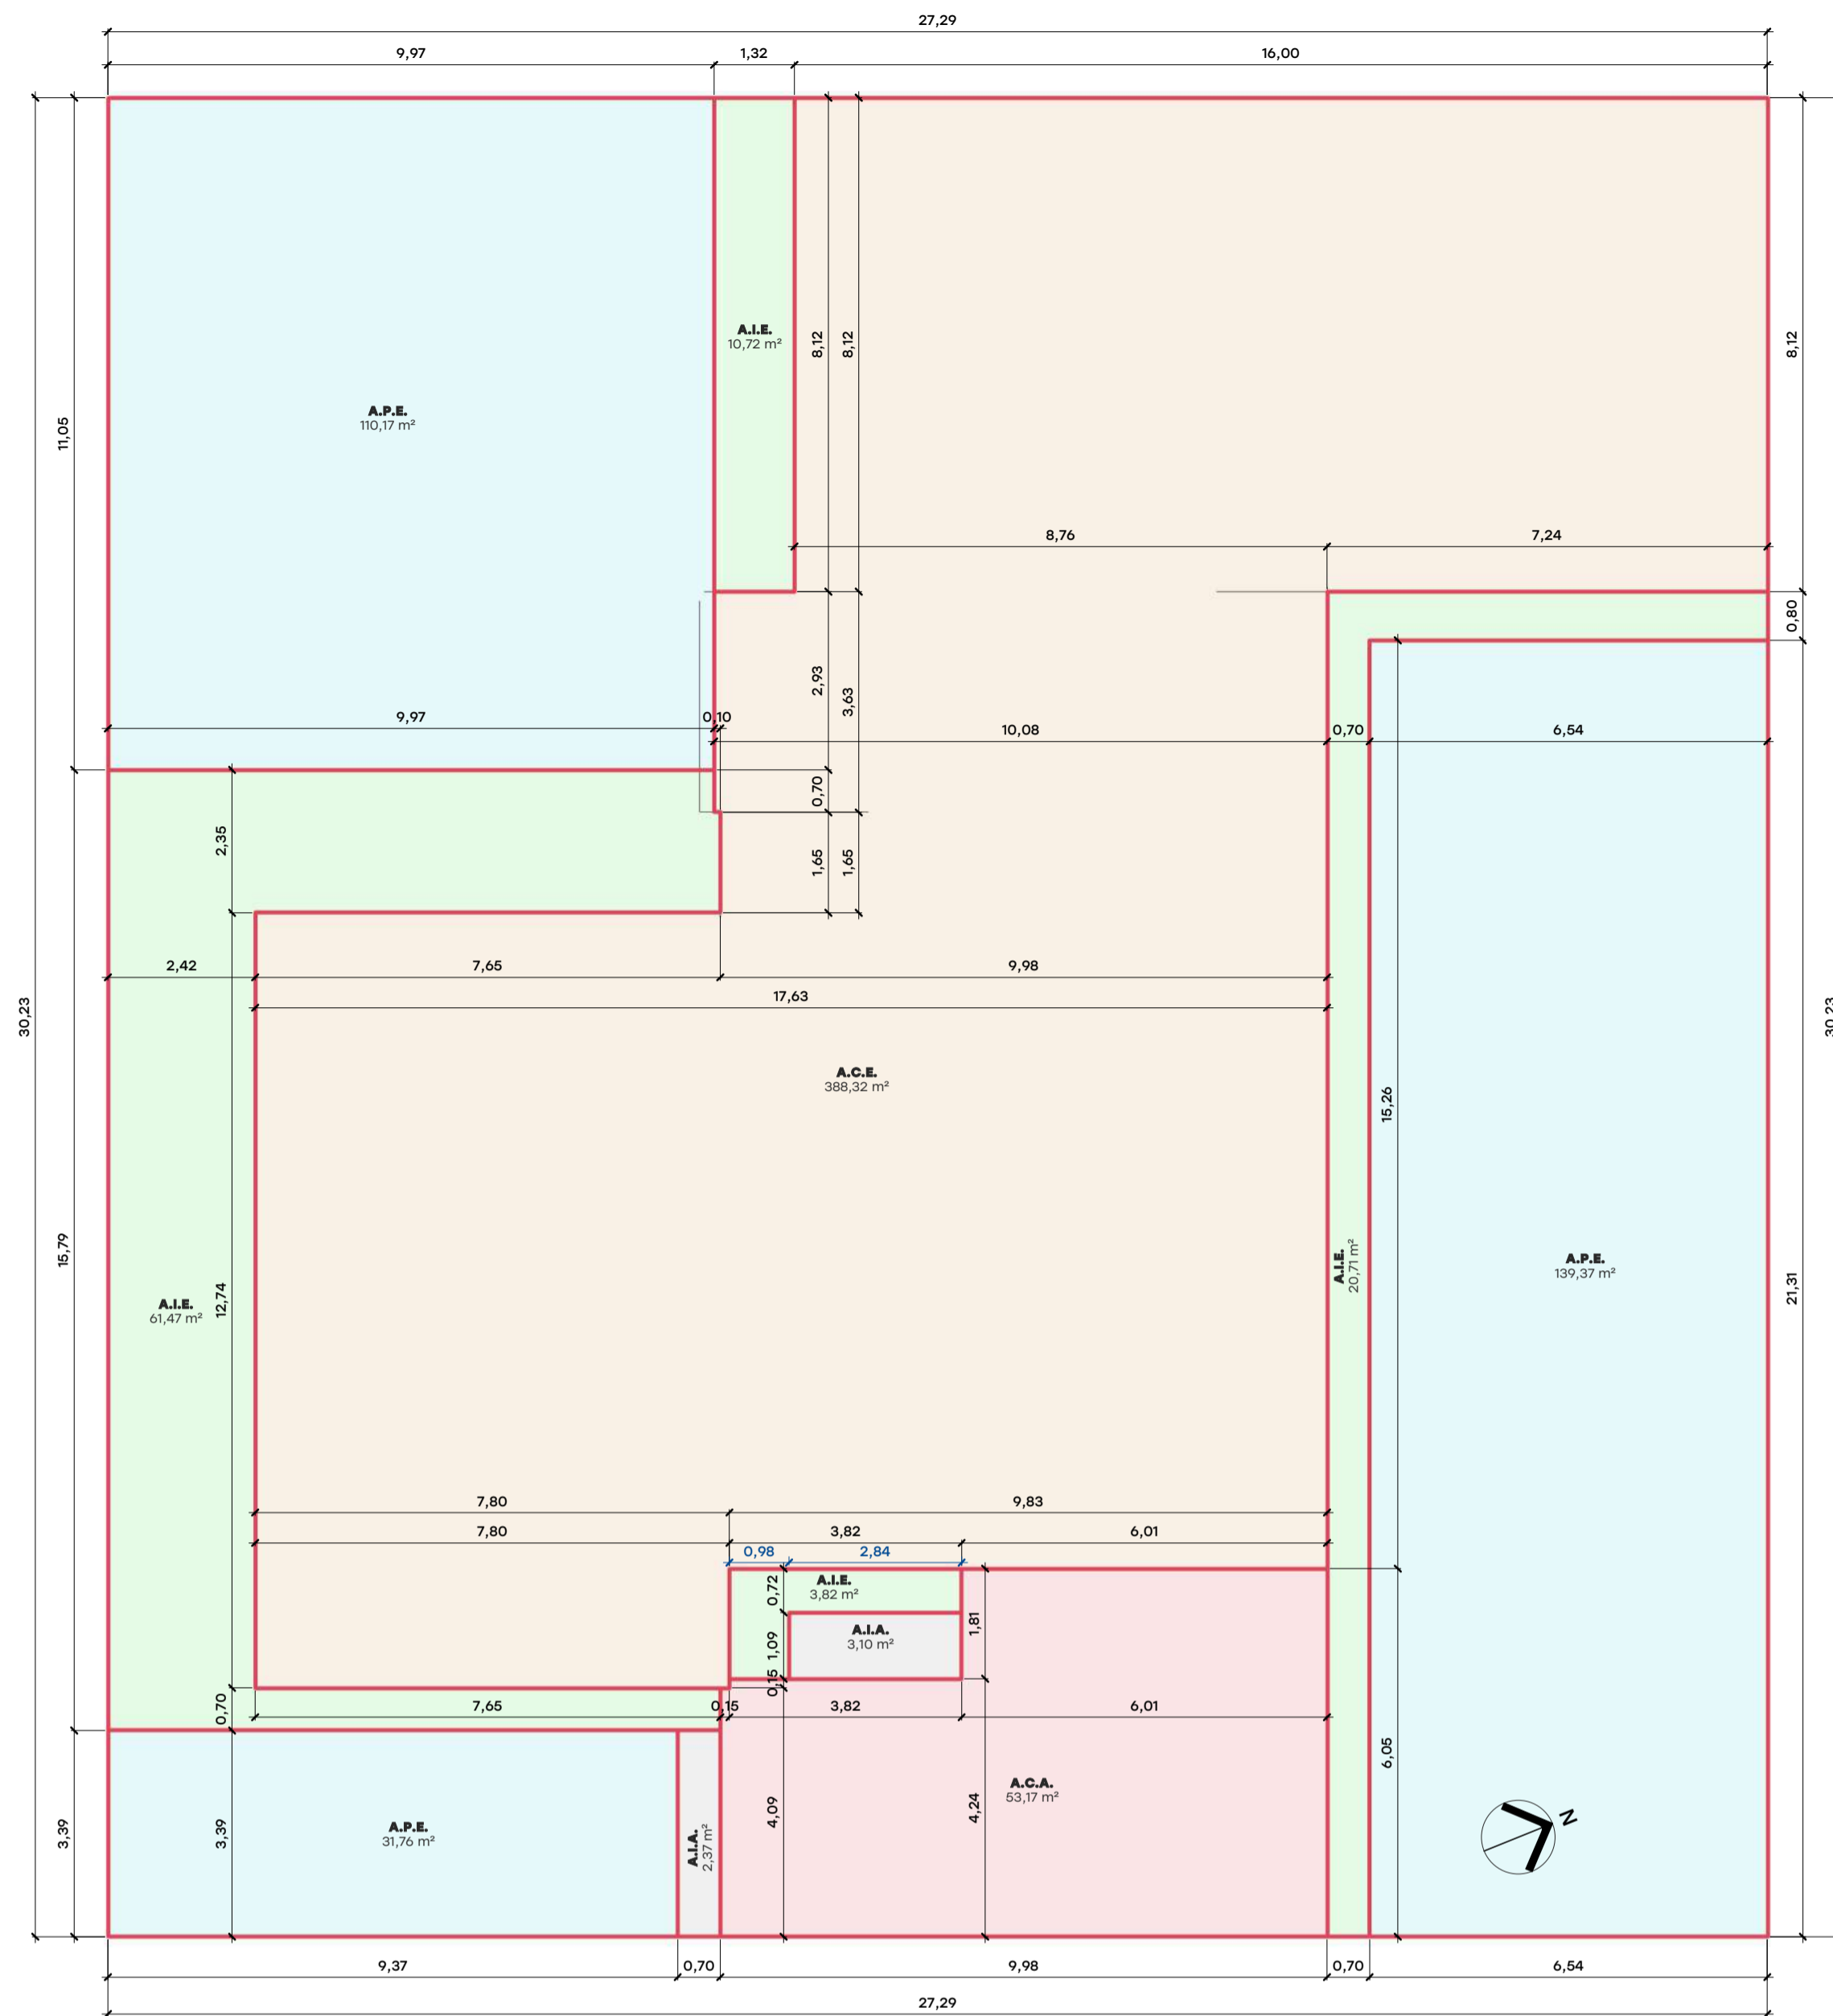 27,29
9,97
1,32
16,00
A.I.E.
10,72 m²
8,12
8,12
8,12
A.P.E.
110,17 m²
11,05
8,76
7,24
0,80
2,93
3,63
9,97
0,10
10,08
0,70
6,54
0,70
2,35
1,65
1,65
2,42
7,65
9,98
17,63
30,23
30,23
A.C.E.
388,32 m²
15,26
15,79
12,74
A.I.E.
61,47 m²
A.I.E.
20,71 m²
A.P.E.
139,37 m²
21,31
7,80
9,83
7,80
3,82
6,01
0,98
2,84
0,72
A.I.E.
3,82 m²
1,09
A.I.A.
3,10 m²
1,81
0,15
0,70
7,65
0,15
3,82
6,01
6,05
A.C.A.
53,17 m²
4,09
4,24
3,39
3,39
A.P.E.
31,76 m²
A.I.A.
2,37 m²
N
9,37
0,70
9,98
0,70
6,54
27,29